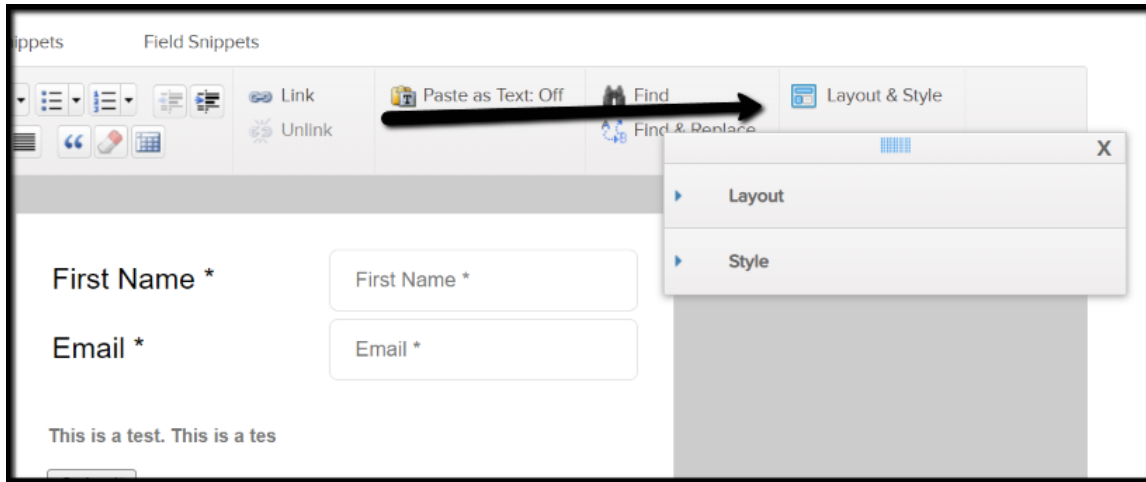 Field Snippets
Link
Paste as Text: Off
Find
Layout & Style
Unlink
Find & Replace
X
Layout
Style
First Name *
First Name *
Email *
Email *
This is a test. This is a tes